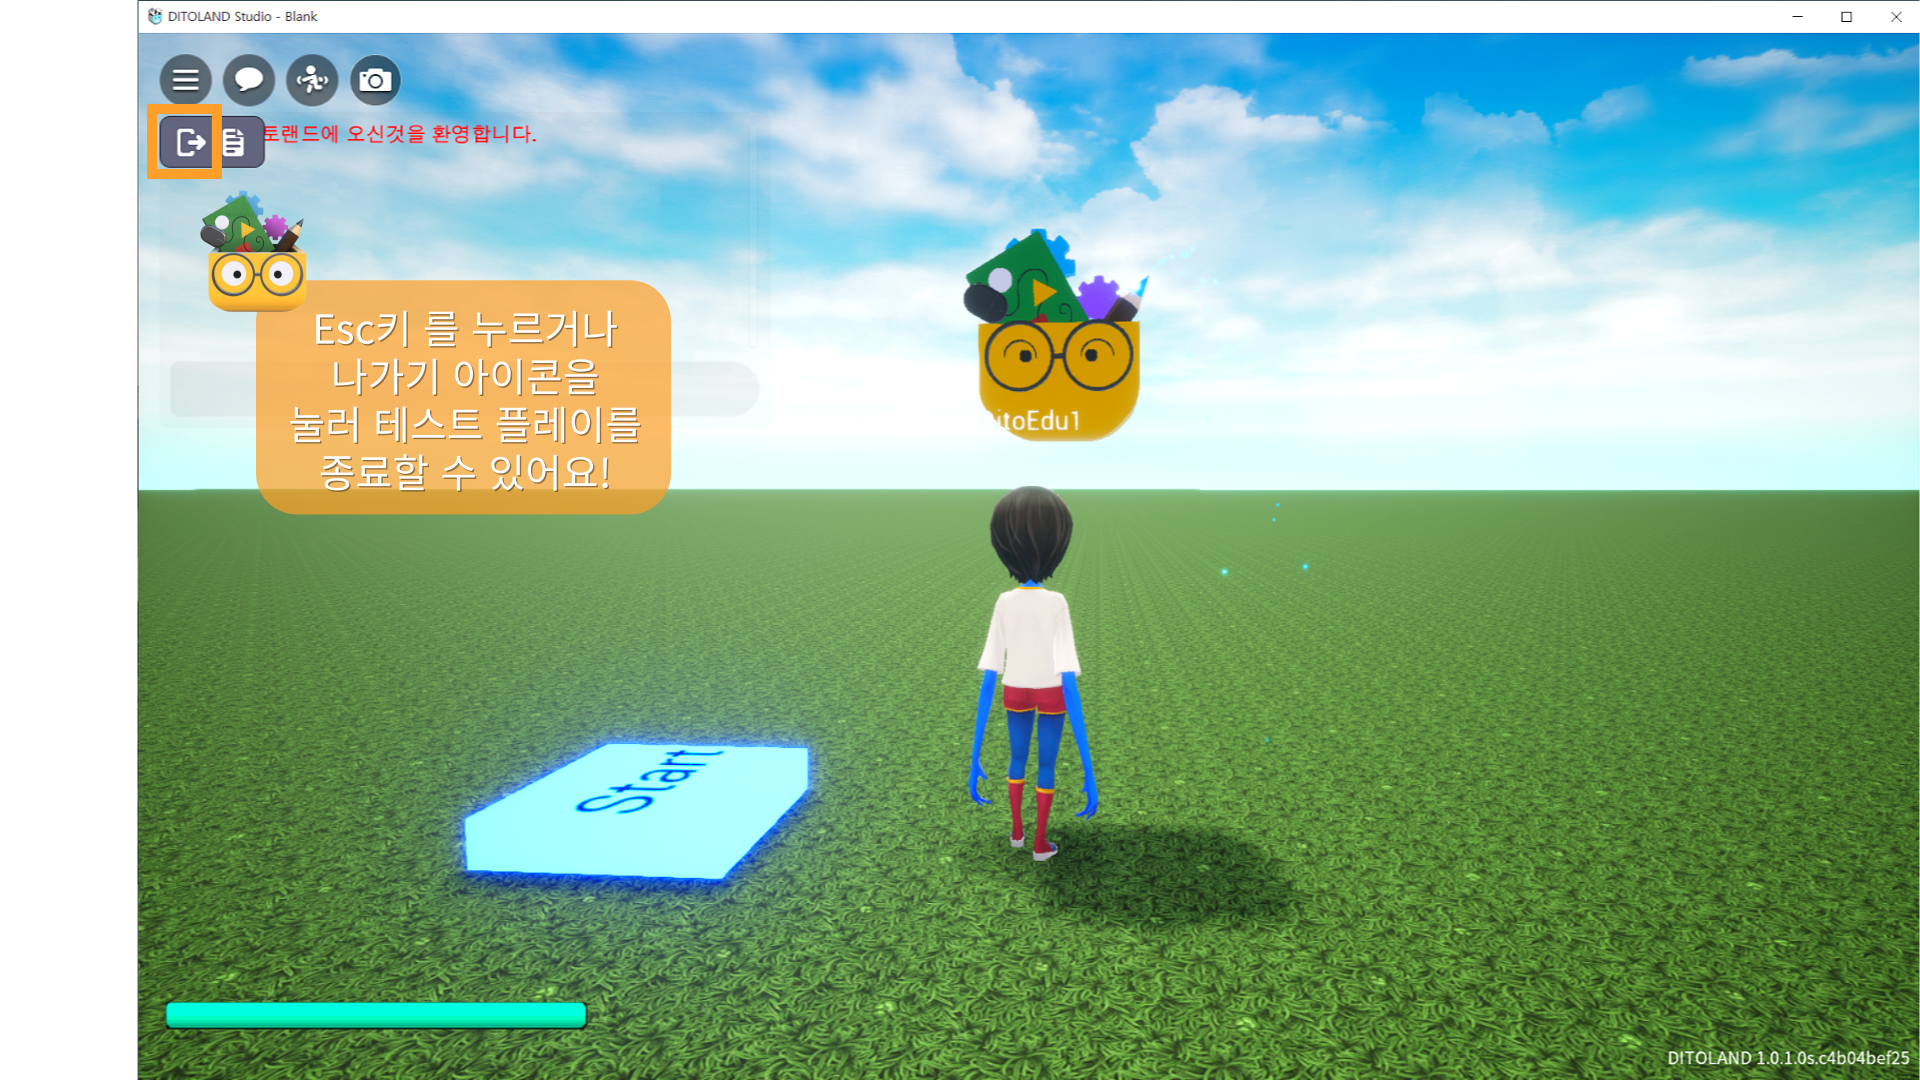 DITOLAND Studio - Blank
토랜드에 오신것을 환영합니다.
Esc키 를 누르거나
나가기 아이콘을
눌러 테스트 플레이를
종료할 수 있어요!
DitoEdu1
Start
DITOLAND 1.0.1.0s.c4b04bef25